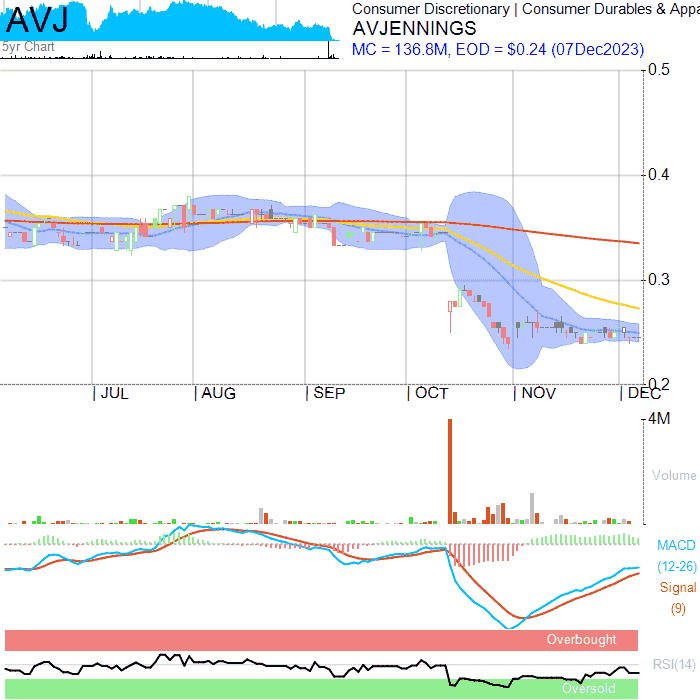 AVJ
5yr Chart
Consumer Discretionary | Consumer Durables & Appa
AVJENNINGS
MC = 136.8M, EOD = $0.24 (07Dec2023)
0.5
0.4
0.3
0.2
JUL AUG SEP OCT NOV DEC
4M
Volume
MACD
(12-26)
Signal
(9)
Overbought
RSI(14)
Oversold